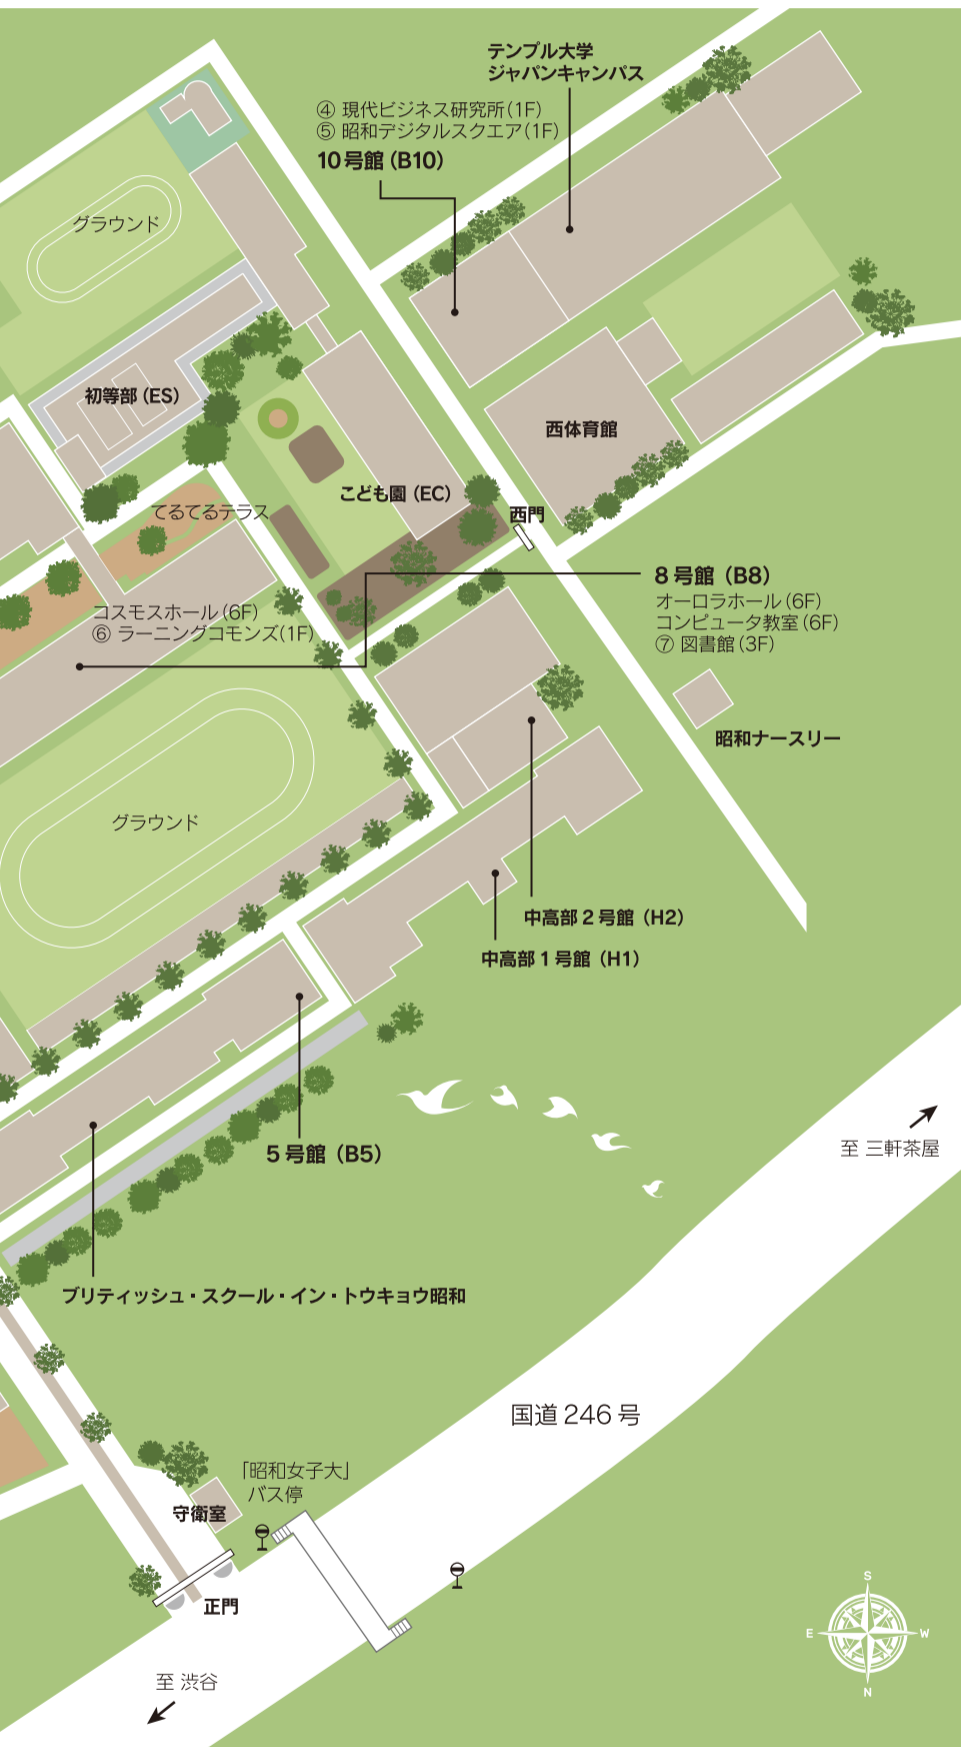 テンプル大学
ジャパンキャンパス
④ 現代ビジネス研究所(1F)
⑤ 昭和デジタルスクエア(1F)
10号館(B10)
グラウンド
初等部(ES)
西体育館
こども園(EC)
西門
てるてるテラス
8号館(B8)
オーロラホール(6F)
コンピュータ教室(6F)
⑦ 図書館(3F)
コスモスホール(6F)
⑥ ラーニングコモンズ(1F)
昭和ナースリー
グラウンド
中高部2号館(H2)
中高部1号館(H1)
5号館(B5)
至 三軒茶屋
ブリティッシュ・スクール・イン・トウキョウ昭和
国道246号
「昭和女子大」
バス停
守衛室
正門
至 渋谷
S
E
W
N